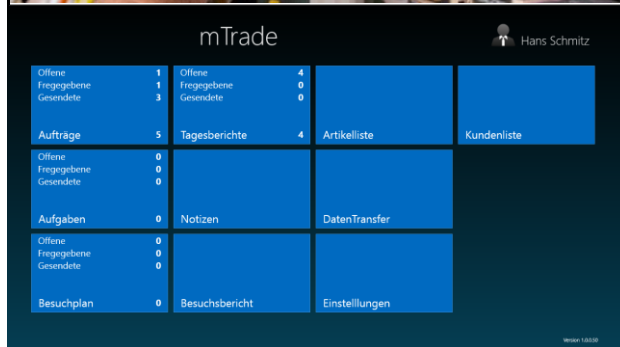 mTrade
Hans Schmitz
Offene 1
Fregegebene 1
Gesendete 3
Aufträge 5
Offene 4
Fregegebene 0
Gesendete 0
Tagesberichte 4
Artikelliste
Kundenliste
Offene 0
Fregegebene 0
Gesendete 0
Aufgaben 0
Notizen
DatenTransfer
Offene 0
Fregegebene 0
Gesendete 0
Besuchplan 0
Besuchsbericht
Einstelllungen
Version